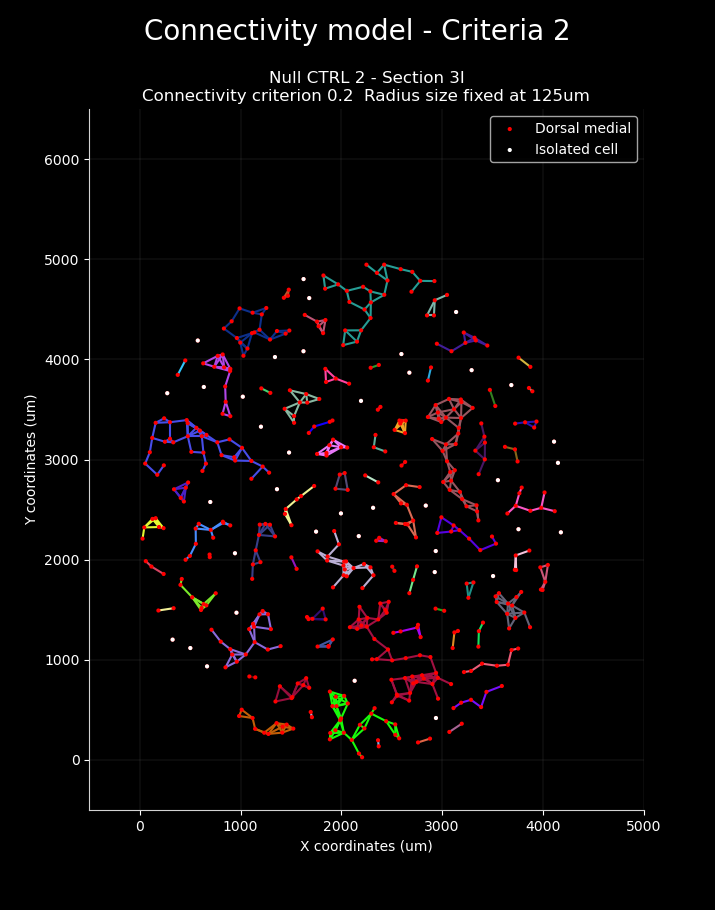 Connectivity model - Criteria 2
Null CTRL 2 - Section 3l
Connectivity criterion 0.2  Radius size fixed at 125um
Dorsal medial
Isolated cell
6000
5000
4000
3000
2000
1000
0
Y coordinates (um)
0 1000 2000 3000 4000 5000
X coordinates (um)